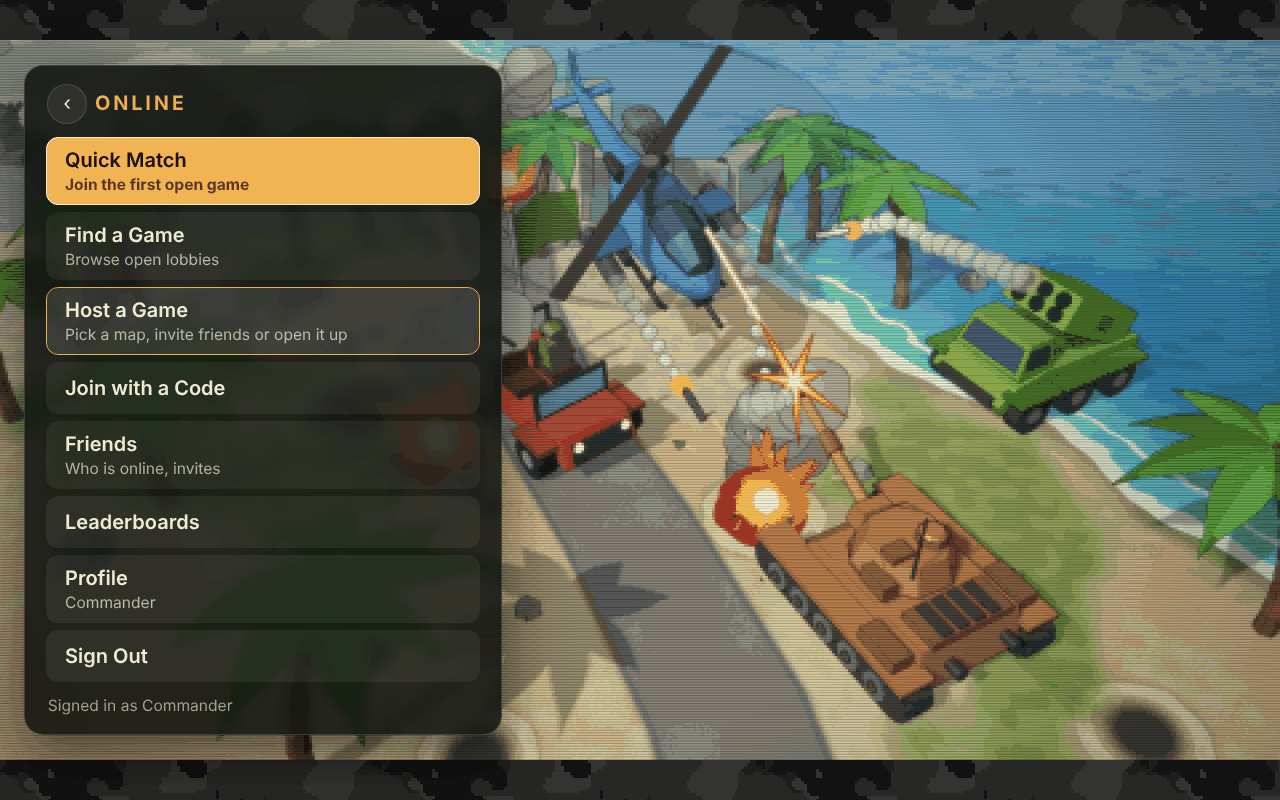 ONLINE
Quick Match
Join the first open game
Find a Game
Browse open lobbies
Host a Game
Pick a map, invite friends or open it up
Join with a Code
Friends
Who is online, invites
Leaderboards
Profile
Commander
Sign Out
Signed in as Commander